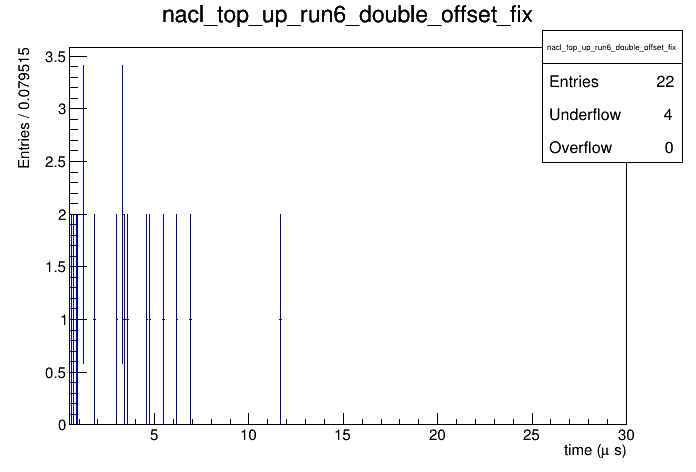 nacl_top_up_run6_double_offset_fix
nacl_top_up_run6_double_offset_fix
Entries 22
Underflow 4
Overflow 0
Entries / 0.079515
3.5
3
2.5
2
1.5
1
0.5
0
5 10 15 20 25 30
time (μ s)